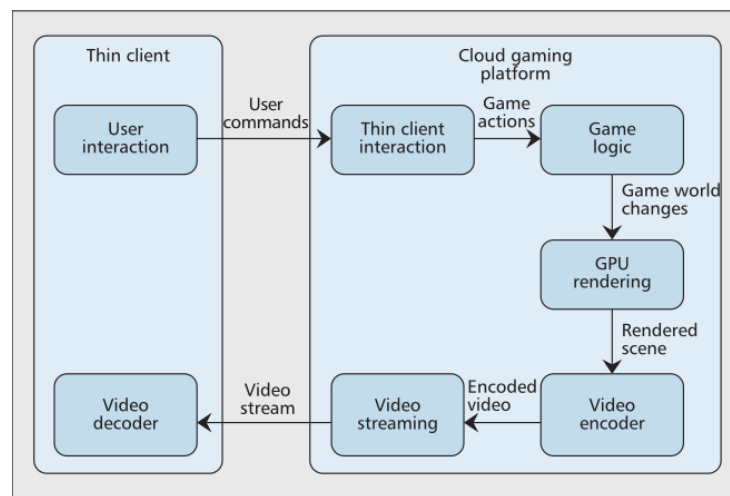 Thin client
Cloud gaming
platform
User
interaction
User
commands
Thin client
interaction
Game
actions
Game
logic
Game world
changes
GPU
rendering
Rendered
scene
Video
decoder
Video
stream
Video
streaming
Encoded
video
Video
encoder